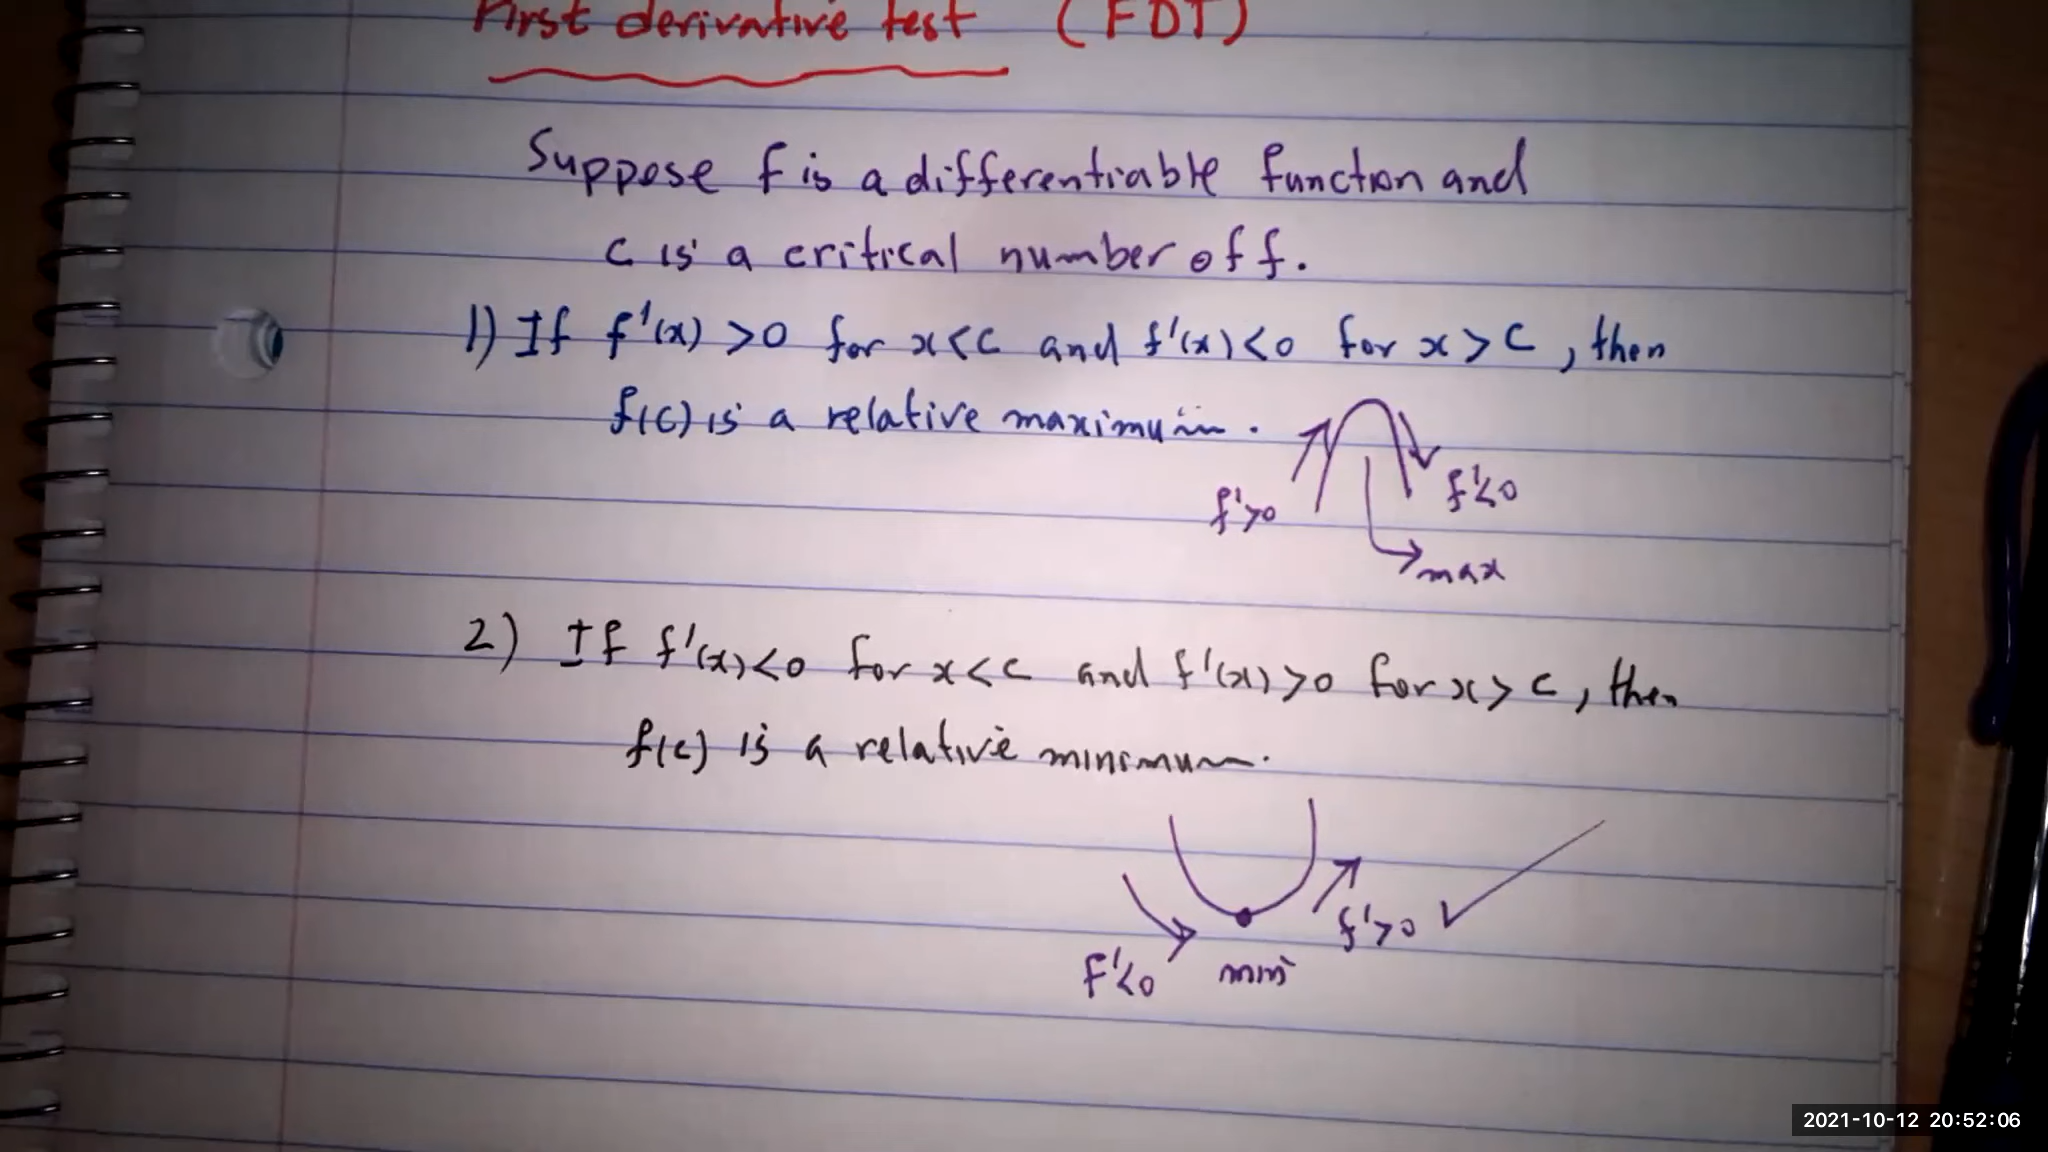 First derivative test (FDT)
Suppose f is a differentiable function and
c is a critical number of f.
1) If f'(x) > 0 for x < c and f'(x) < 0 for x > c, then
f(c) is a relative maximum.
f'>0
f'<0
max
2) If f'(x) < 0 for x < c and f'(x) > 0 for x > c, then
f(c) is a relative minimum.
f'<0
min
f'>0
2021-10-12 20:52:06